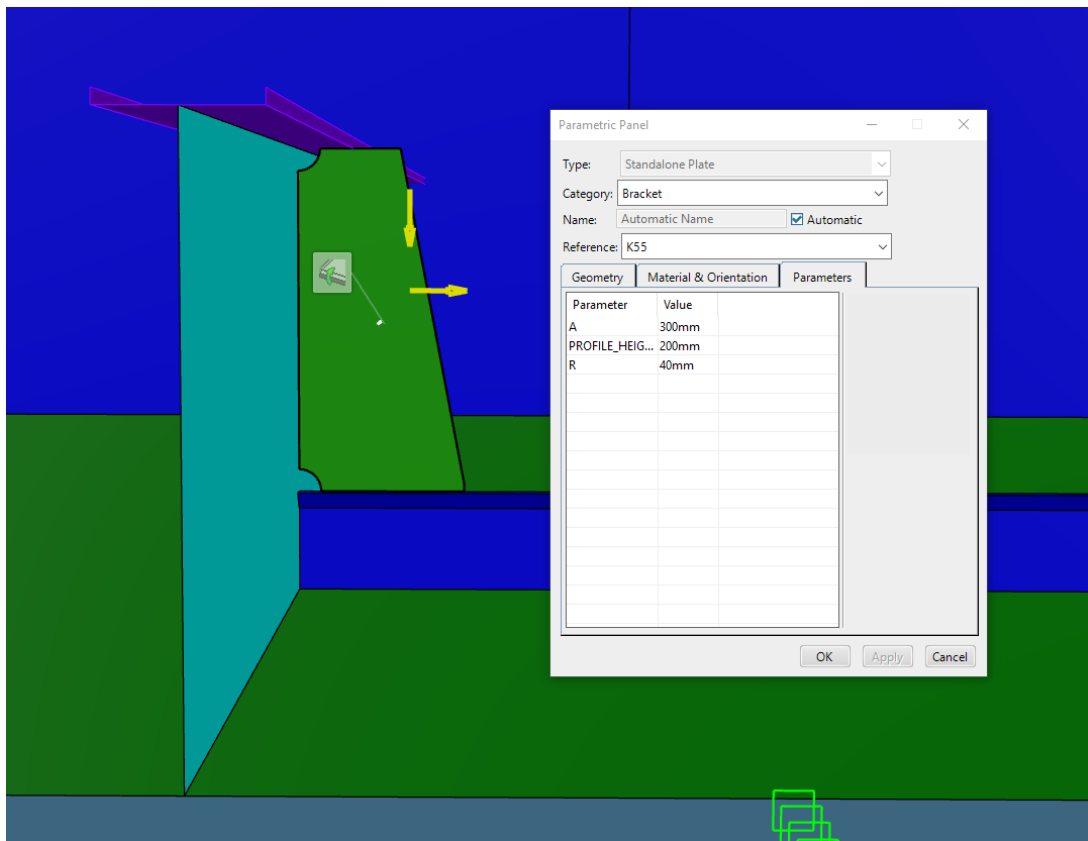 Parametric Panel
Type: Standalone Plate
Category: Bracket
Name: Automatic Name Automatic
Reference: K55
Geometry Material & Orientation Parameters
Parameter Value
A 300mm
PROFILE_HEIG... 200mm
R 40mm
OK Apply Cancel